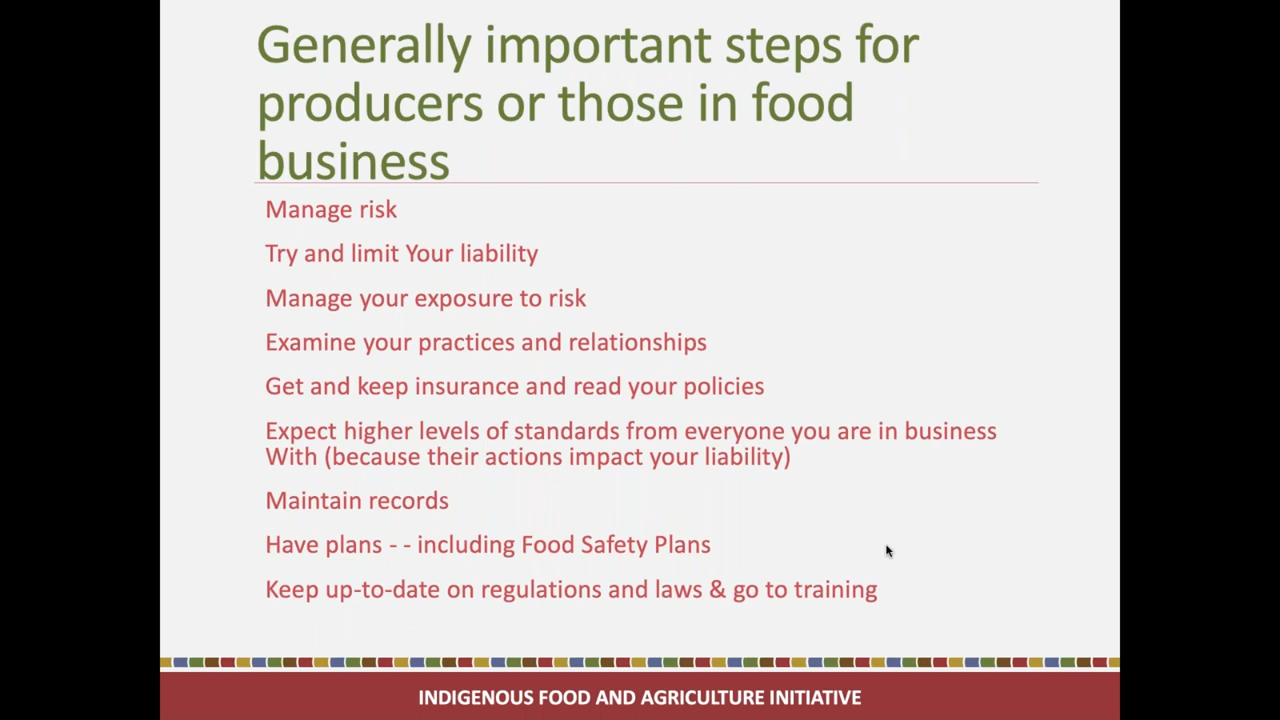 Generally important steps for
producers or those in food
business
Manage risk
Try and limit Your liability
Manage your exposure to risk
Examine your practices and relationships
Get and keep insurance and read your policies
Expect higher levels of standards from everyone you are in business
With (because their actions impact your liability)
Maintain records
Have plans - - including Food Safety Plans
Keep up-to-date on regulations and laws & go to training
INDIGENOUS FOOD AND AGRICULTURE INITIATIVE